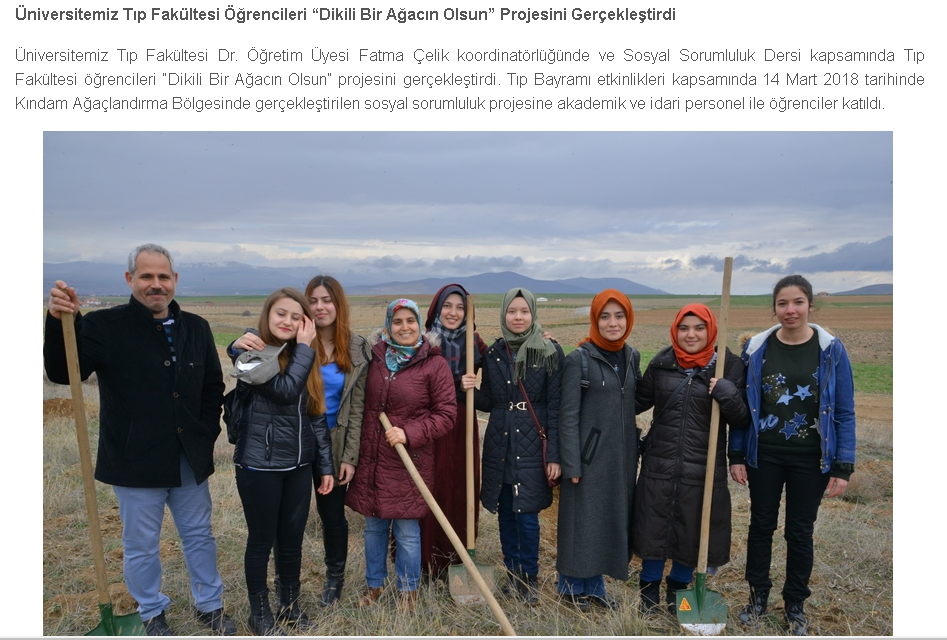 Üniversitemiz Tıp Fakültesi Öğrencileri “Dikili Bir Ağacın Olsun” Projesini Gerçekleştirdi
Üniversitemiz Tıp Fakültesi Dr. Öğretim Üyesi Fatma Çelik koordinatörlüğünde ve Sosyal Sorumluluk Dersi kapsamında Tıp
Fakültesi öğrencileri “Dikili Bir Ağacın Olsun” projesini gerçekleştirdi. Tıp Bayramı etkinlikleri kapsamında 14 Mart 2018 tarihinde
Kındam Ağaçlandırma Bölgesinde gerçekleştirilen sosyal sorumluluk projesine akademik ve idari personel ile öğrenciler katıldı.